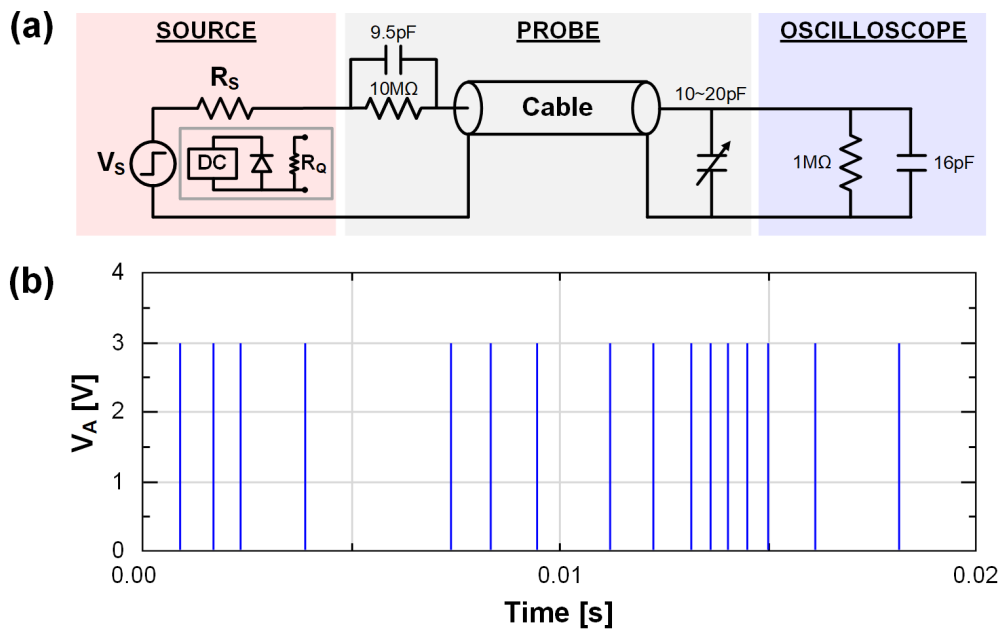 (a)
SOURCE
PROBE
OSCILLOSCOPE
9.5pF
RS
10MΩ
Cable
10~20pF
VS
DC
RQ
1MΩ
16pF
(b)
4
3
2
1
0
VA [V]
0.00
0.01
0.02
Time [s]